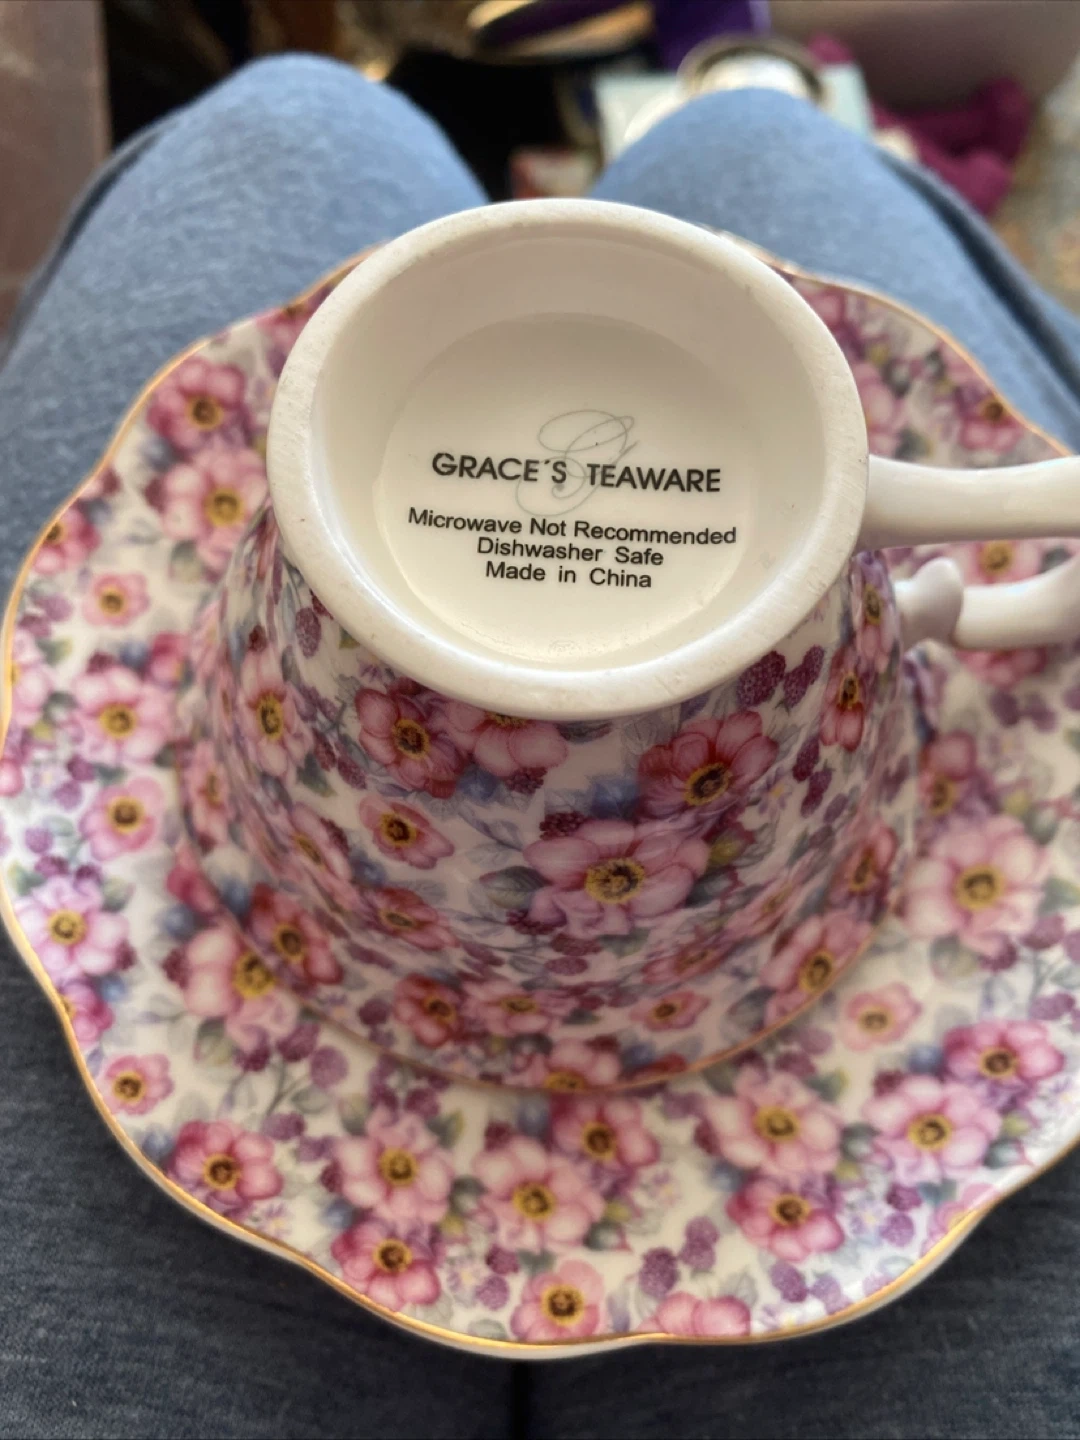 G
GRACE´S TEAWARE
Microwave Not Recommended
Dishwasher Safe
Made in China